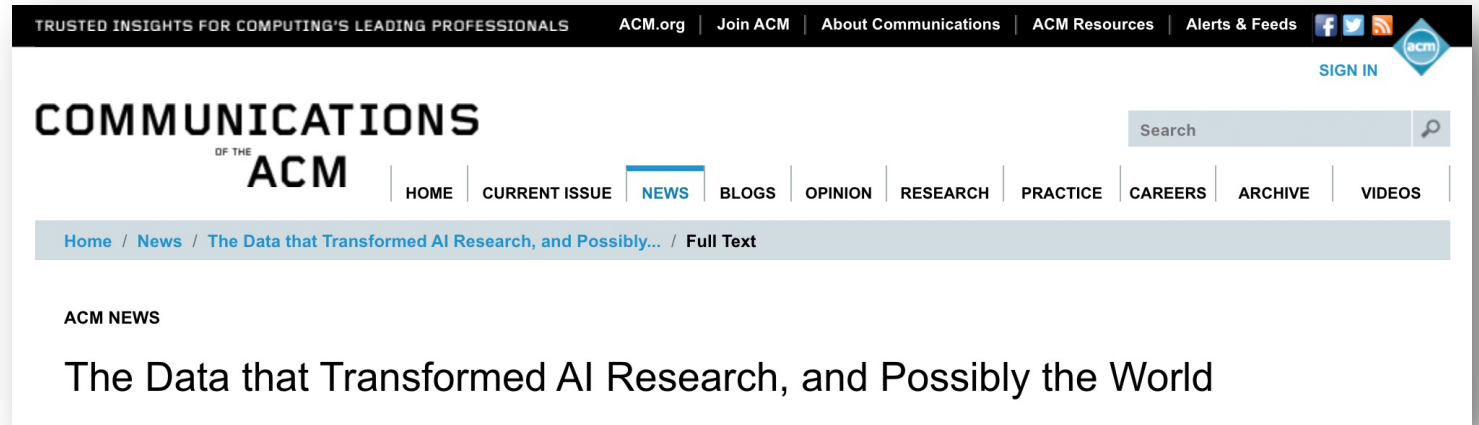 TRUSTED INSIGHTS FOR COMPUTING'S LEADING PROFESSIONALS ACM.org | Join ACM | About Communications | ACM Resources | Alerts & Feeds
acm
SIGN IN
COMMUNICATIONS
OF THE
ACM
Search
HOME CURRENT ISSUE NEWS BLOGS OPINION RESEARCH PRACTICE CAREERS ARCHIVE VIDEOS
Home / News / The Data that Transformed AI Research, and Possibly... / Full Text
ACM NEWS
The Data that Transformed AI Research, and Possibly the World